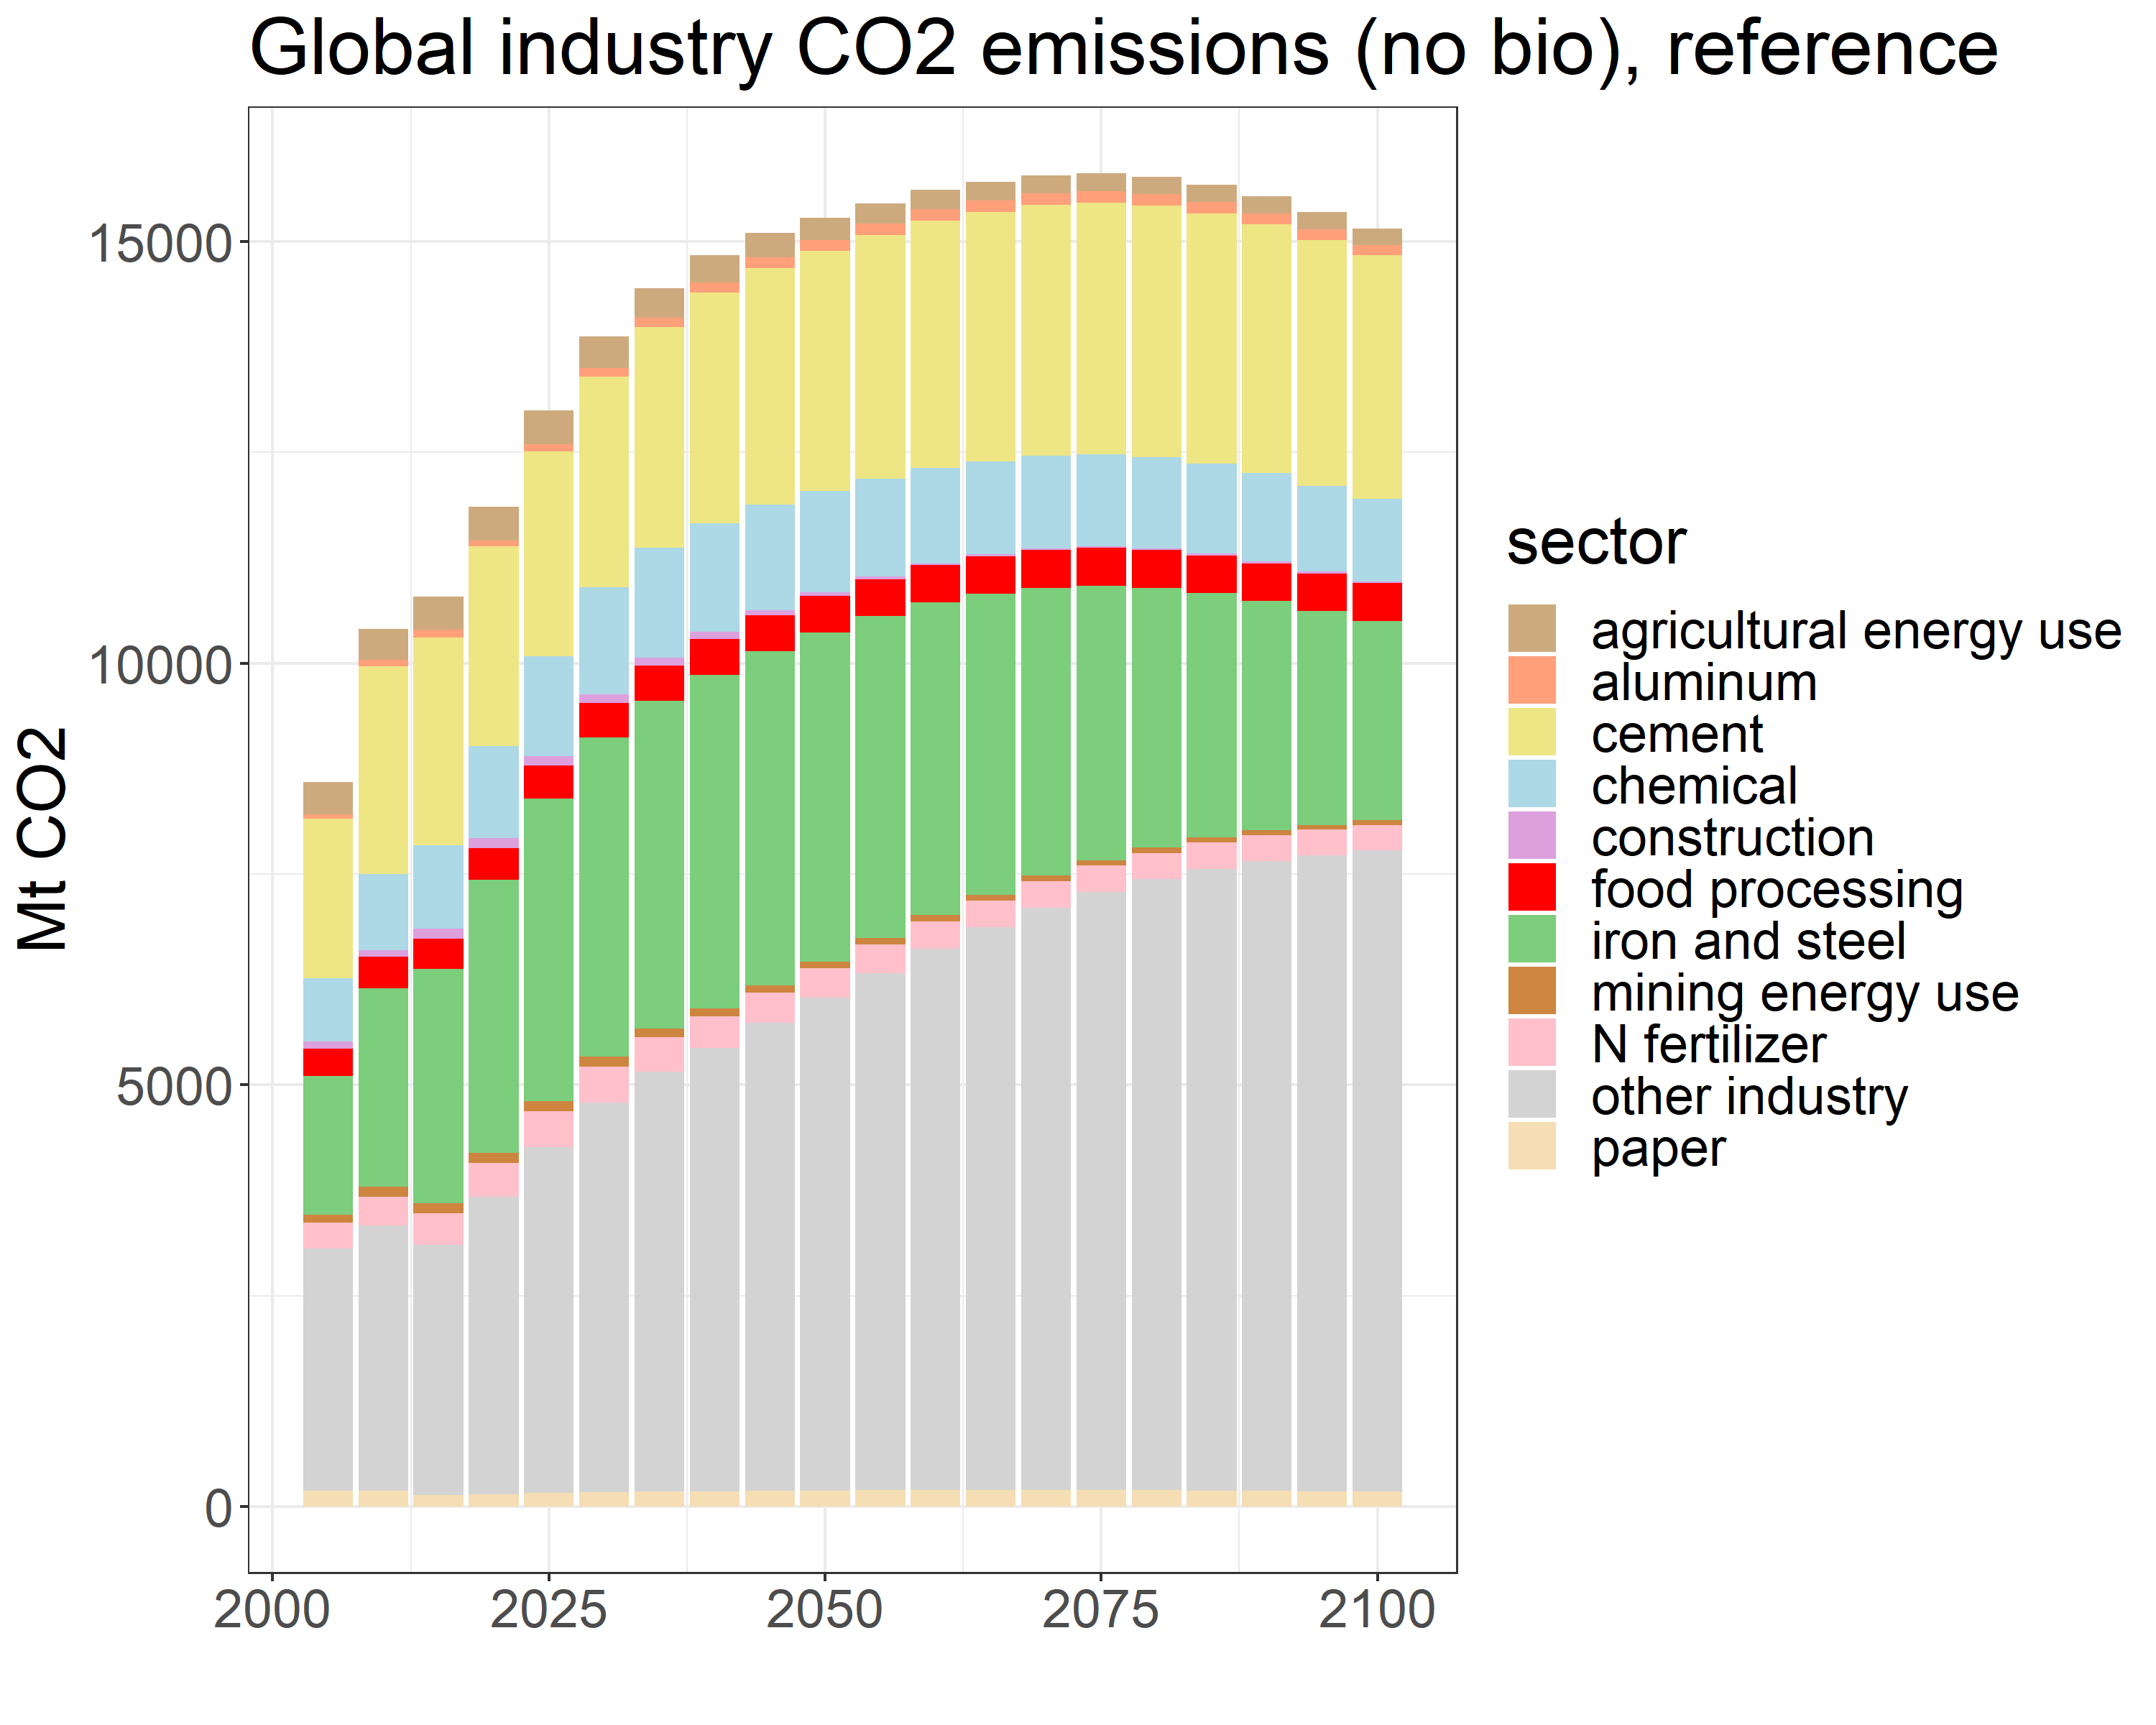 Global industry CO2 emissions (no bio), reference
Mt CO2
15000
10000
5000
0
2000 2025 2050 2075 2100
sector
agricultural energy use
aluminum
cement
chemical
construction
food processing
iron and steel
mining energy use
N fertilizer
other industry
paper